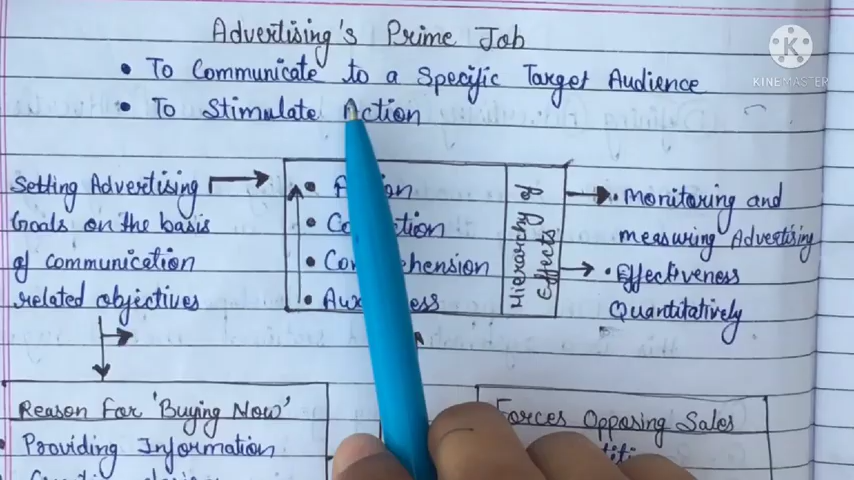 Advertising's Prime Job
• To Communicate to a Specific Target Audience
• To Stimulate Action
KINEMASTER
Setting Advertising
Goals on the basis
of communication
related objectives
•
•
• 
•
Hierarchy of
Effects
• Monitoring and
measuring Advertising
• Effectiveness
Quantitatively
Reason For 'Buying Now'
• Providing Information
Forces Opposing Sales